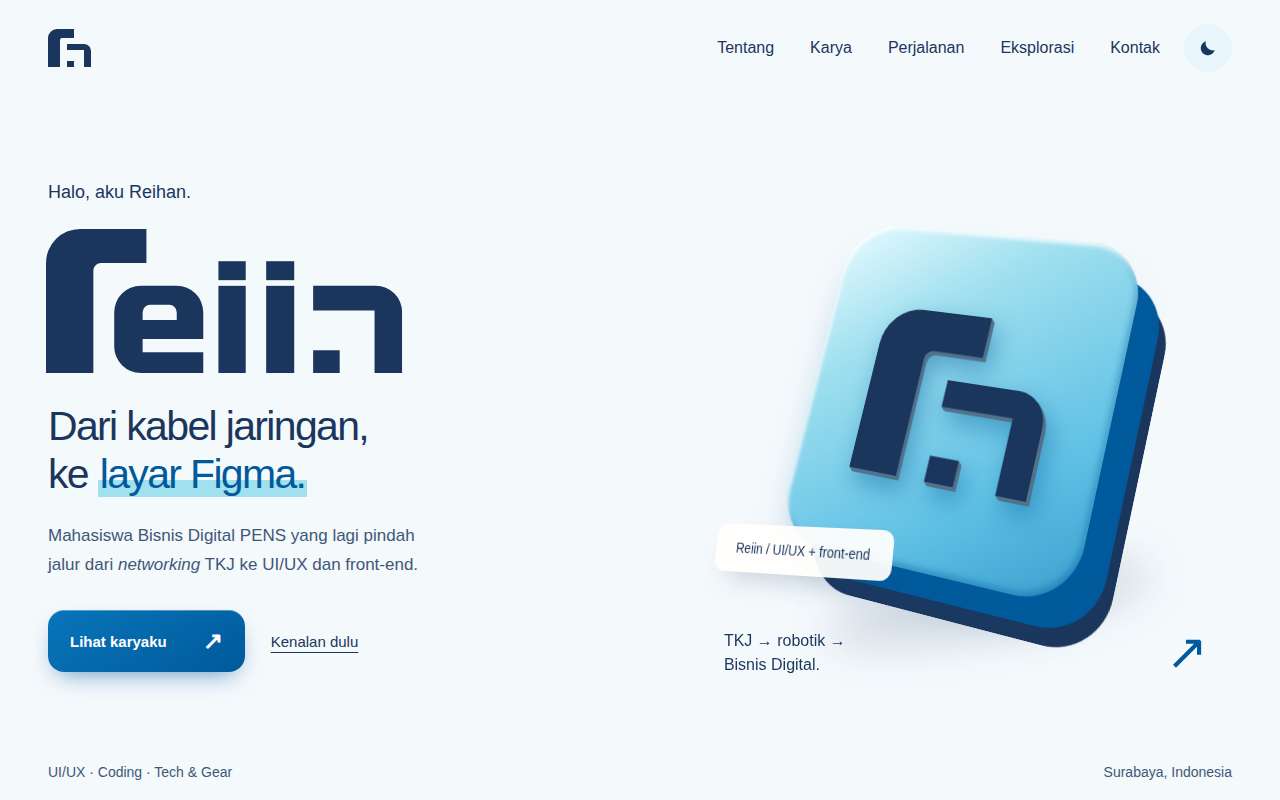 Tentang Karya Perjalanan Eksplorasi Kontak
Halo, aku Reihan.
reiin
Dari kabel jaringan,
ke layar Figma.
Mahasiswa Bisnis Digital PENS yang lagi pindah
jalur dari networking TKJ ke UI/UX dan front-end.
Lihat karyaku ↗
Kenalan dulu
Reiin / UI/UX + front-end
TKJ → robotik →
Bisnis Digital.
UI/UX · Coding · Tech & Gear
Surabaya, Indonesia